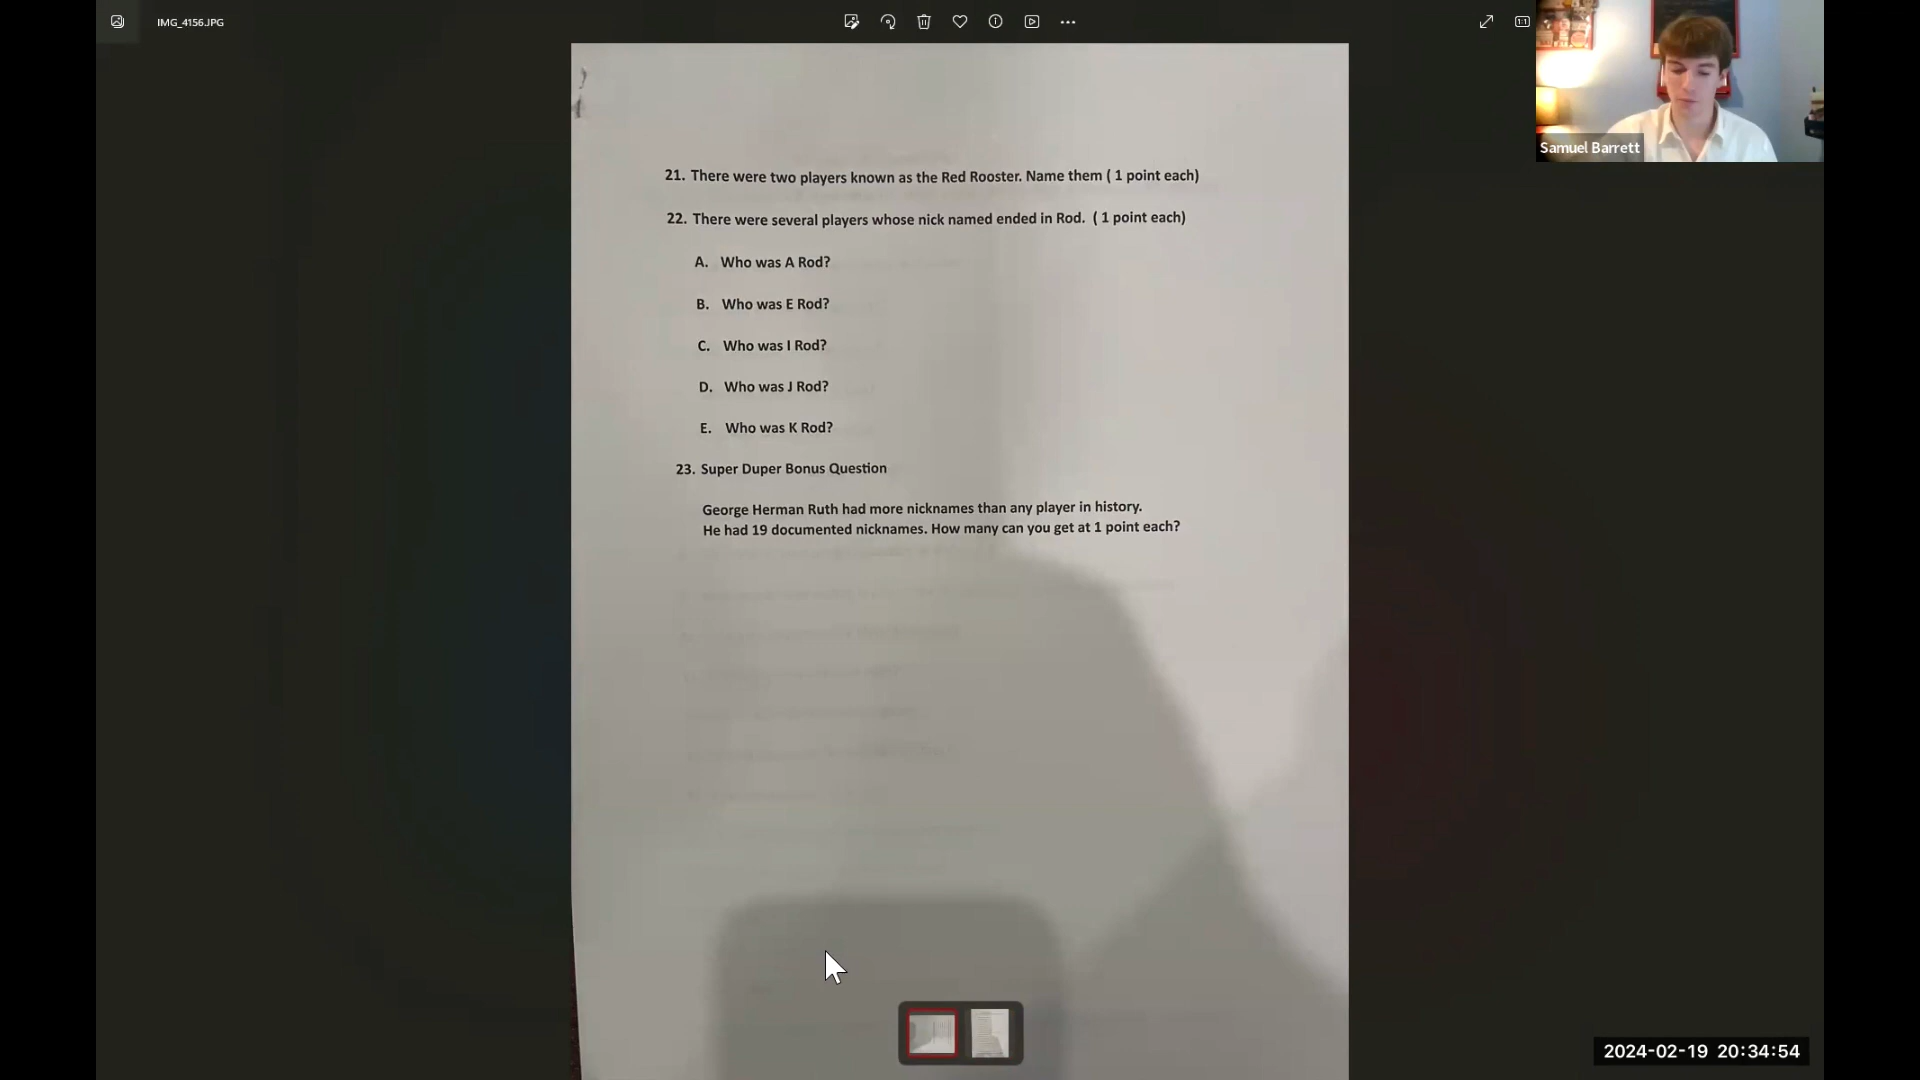 IMG_4156.JPG
Samuel Barrett
21. There were two players known as the Red Rooster. Name them ( 1 point each)
22. There were several players whose nick named ended in Rod. ( 1 point each)
A. Who was A Rod?
B. Who was E Rod?
C. Who was I Rod?
D. Who was J Rod?
E. Who was K Rod?
23. Super Duper Bonus Question
George Herman Ruth had more nicknames than any player in history.
He had 19 documented nicknames. How many can you get at 1 point each?
2024-02-19 20:34:54